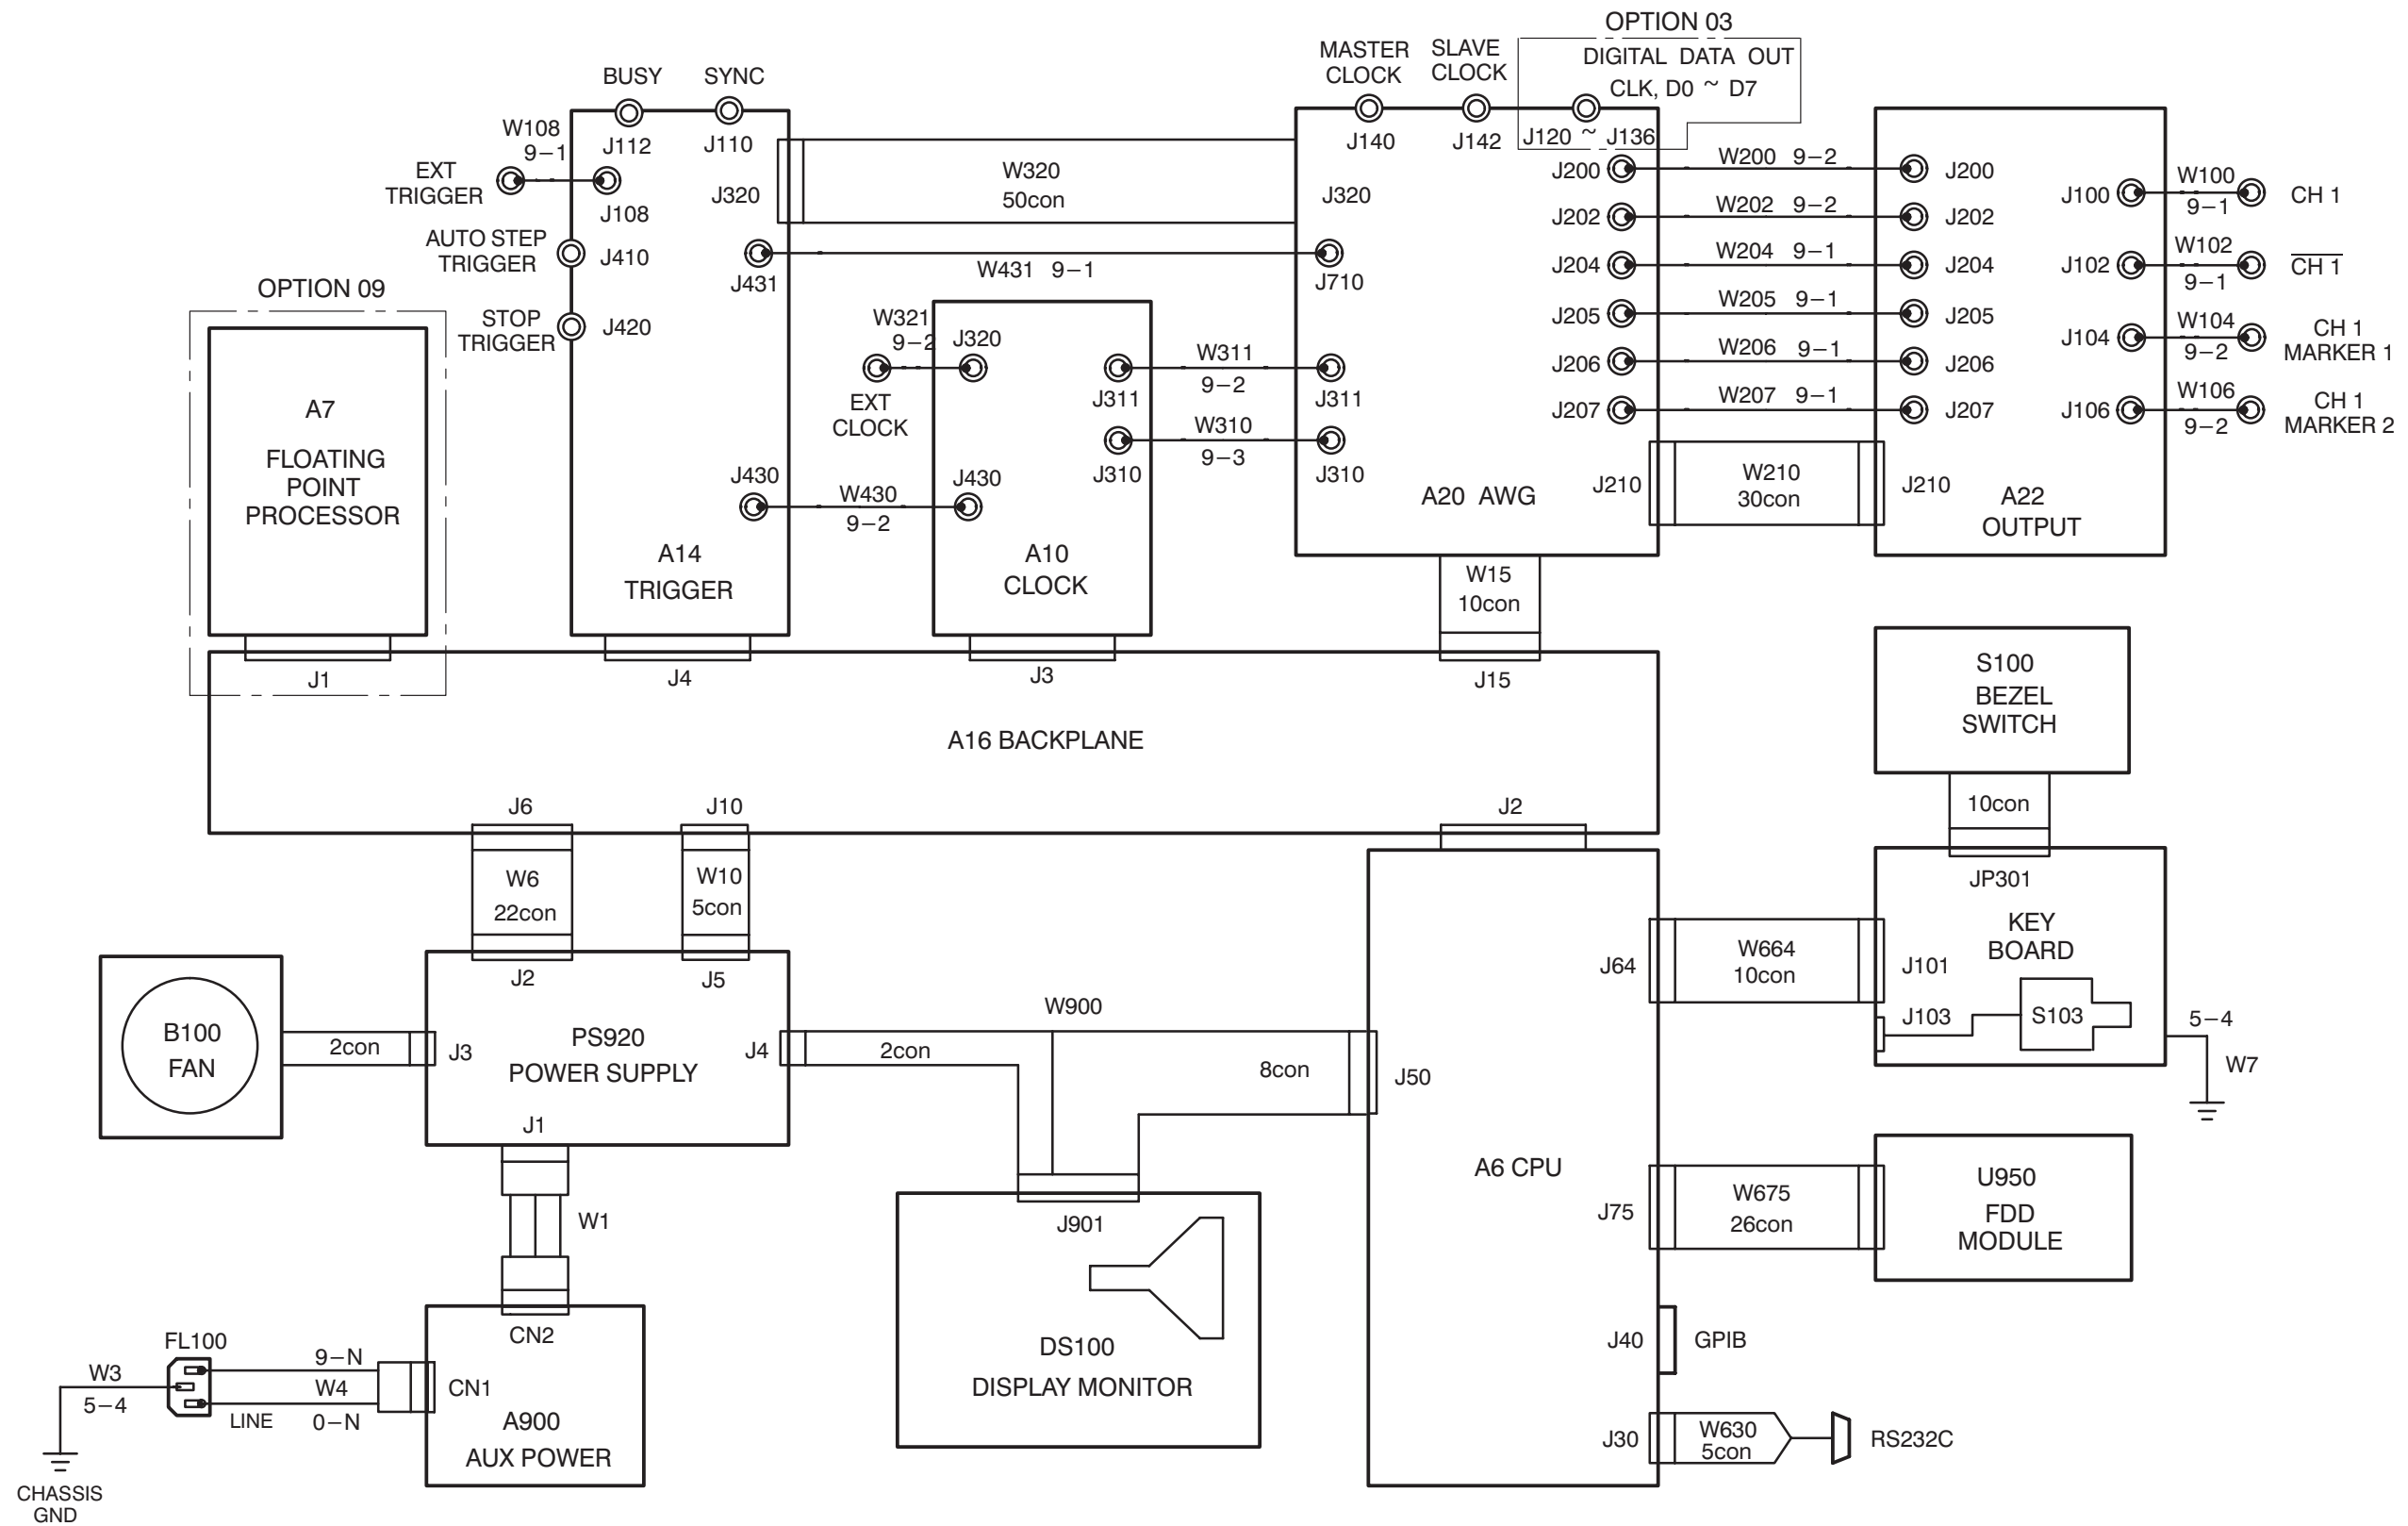 OPTION 03
MASTER
CLOCK
SLAVE
CLOCK
DIGITAL DATA OUT
CLK, D0 ~ D7
BUSY
SYNC
W108
9−1
J112
J110
J140
J142
J120 ~ J136
EXT
TRIGGER
J108
J320
W320
50con
J320
J200
W200 9−2
J200
J202
W202 9−2
J202
J204
W204 9−1
J204
J205
W205 9−1
J205
J206
W206 9−1
J206
J207
W207 9−1
J207
J100
W100
9−1
CH 1
J102
W102
9−1
CH 1
J104
W104
9−2
CH 1
MARKER 1
J106
W106
9−2
CH 1
MARKER 2
AUTO STEP
TRIGGER
J410
J431
W431 9−1
J710
STOP
TRIGGER
J420
OPTION 09
A7
FLOATING
POINT
PROCESSOR
W321
9−2
J320
EXT
CLOCK
J311
W311
9−2
J311
J310
W310
9−3
J310
J430
W430
9−2
J430
A14
TRIGGER
A10
CLOCK
A20 AWG
J210
W210
30con
J210
A22
OUTPUT
W15
10con
J1
J4
J3
J15
A16 BACKPLANE
S100
BEZEL
SWITCH
10con
J6
J10
J2
W6
22con
W10
5con
JP301
KEY
BOARD
J64
W664
10con
J101
J103
S103
5−4
W7
J2
J5
B100
FAN
2con
J3
PS920
POWER SUPPLY
J4
W900
2con
8con
J50
J1
W1
A6 CPU
J75
W675
26con
U950
FDD
MODULE
J901
DS100
DISPLAY MONITOR
CN2
FL100
W3
5−4
9−N
W4
LINE
0−N
CN1
A900
AUX POWER
CHASSIS
GND
J40
GPIB
J30
W630
5con
RS232C